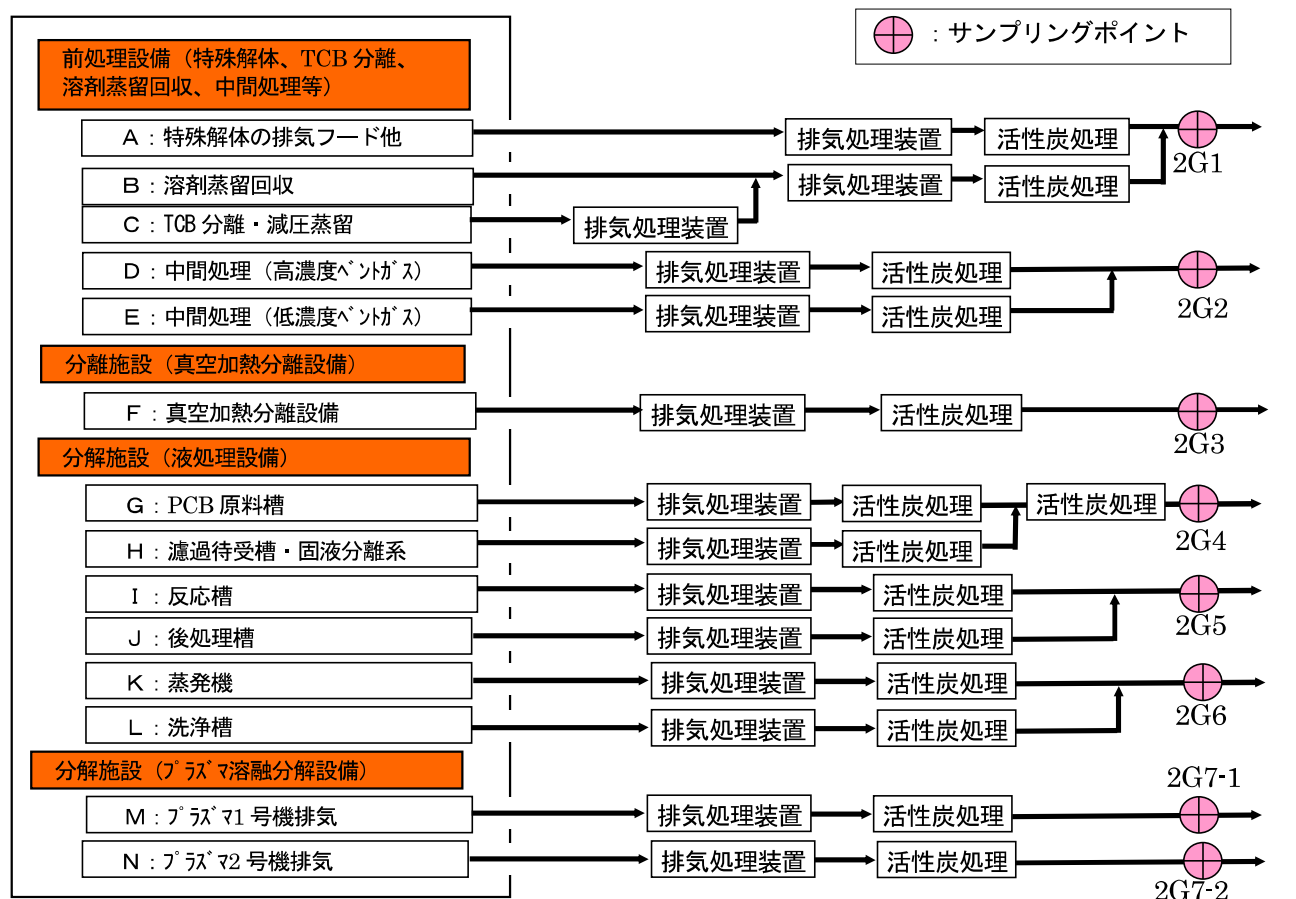 ：サンプリングポイント
前処理設備（特殊解体、TCB 分離、
溶剤蒸留回収、中間処理等）
A：特殊解体の排気フード他
排気処理装置
活性炭処理
2G1
B：溶剤蒸留回収
排気処理装置
活性炭処理
C：TCB 分離・減圧蒸留
排気処理装置
D：中間処理（高濃度ﾍﾞﾝﾄｶﾞｽ）
排気処理装置
活性炭処理
2G2
E：中間処理（低濃度ﾍﾞﾝﾄｶﾞｽ）
排気処理装置
活性炭処理
分離施設（真空加熱分離設備）
F：真空加熱分離設備
排気処理装置
活性炭処理
2G3
分解施設（液処理設備）
G：PCB 原料槽
排気処理装置
活性炭処理
活性炭処理
2G4
H：濾過待受槽・固液分離系
排気処理装置
活性炭処理
I：反応槽
排気処理装置
活性炭処理
2G5
J：後処理槽
排気処理装置
活性炭処理
K：蒸発機
排気処理装置
活性炭処理
2G6
L：洗浄槽
排気処理装置
活性炭処理
分解施設（ﾌﾟﾗｽﾞﾏ溶融分解設備）
2G7-1
M：ﾌﾟﾗｽﾞﾏ1 号機排気
排気処理装置
活性炭処理
N：ﾌﾟﾗｽﾞﾏ2 号機排気
排気処理装置
活性炭処理
2G7-2